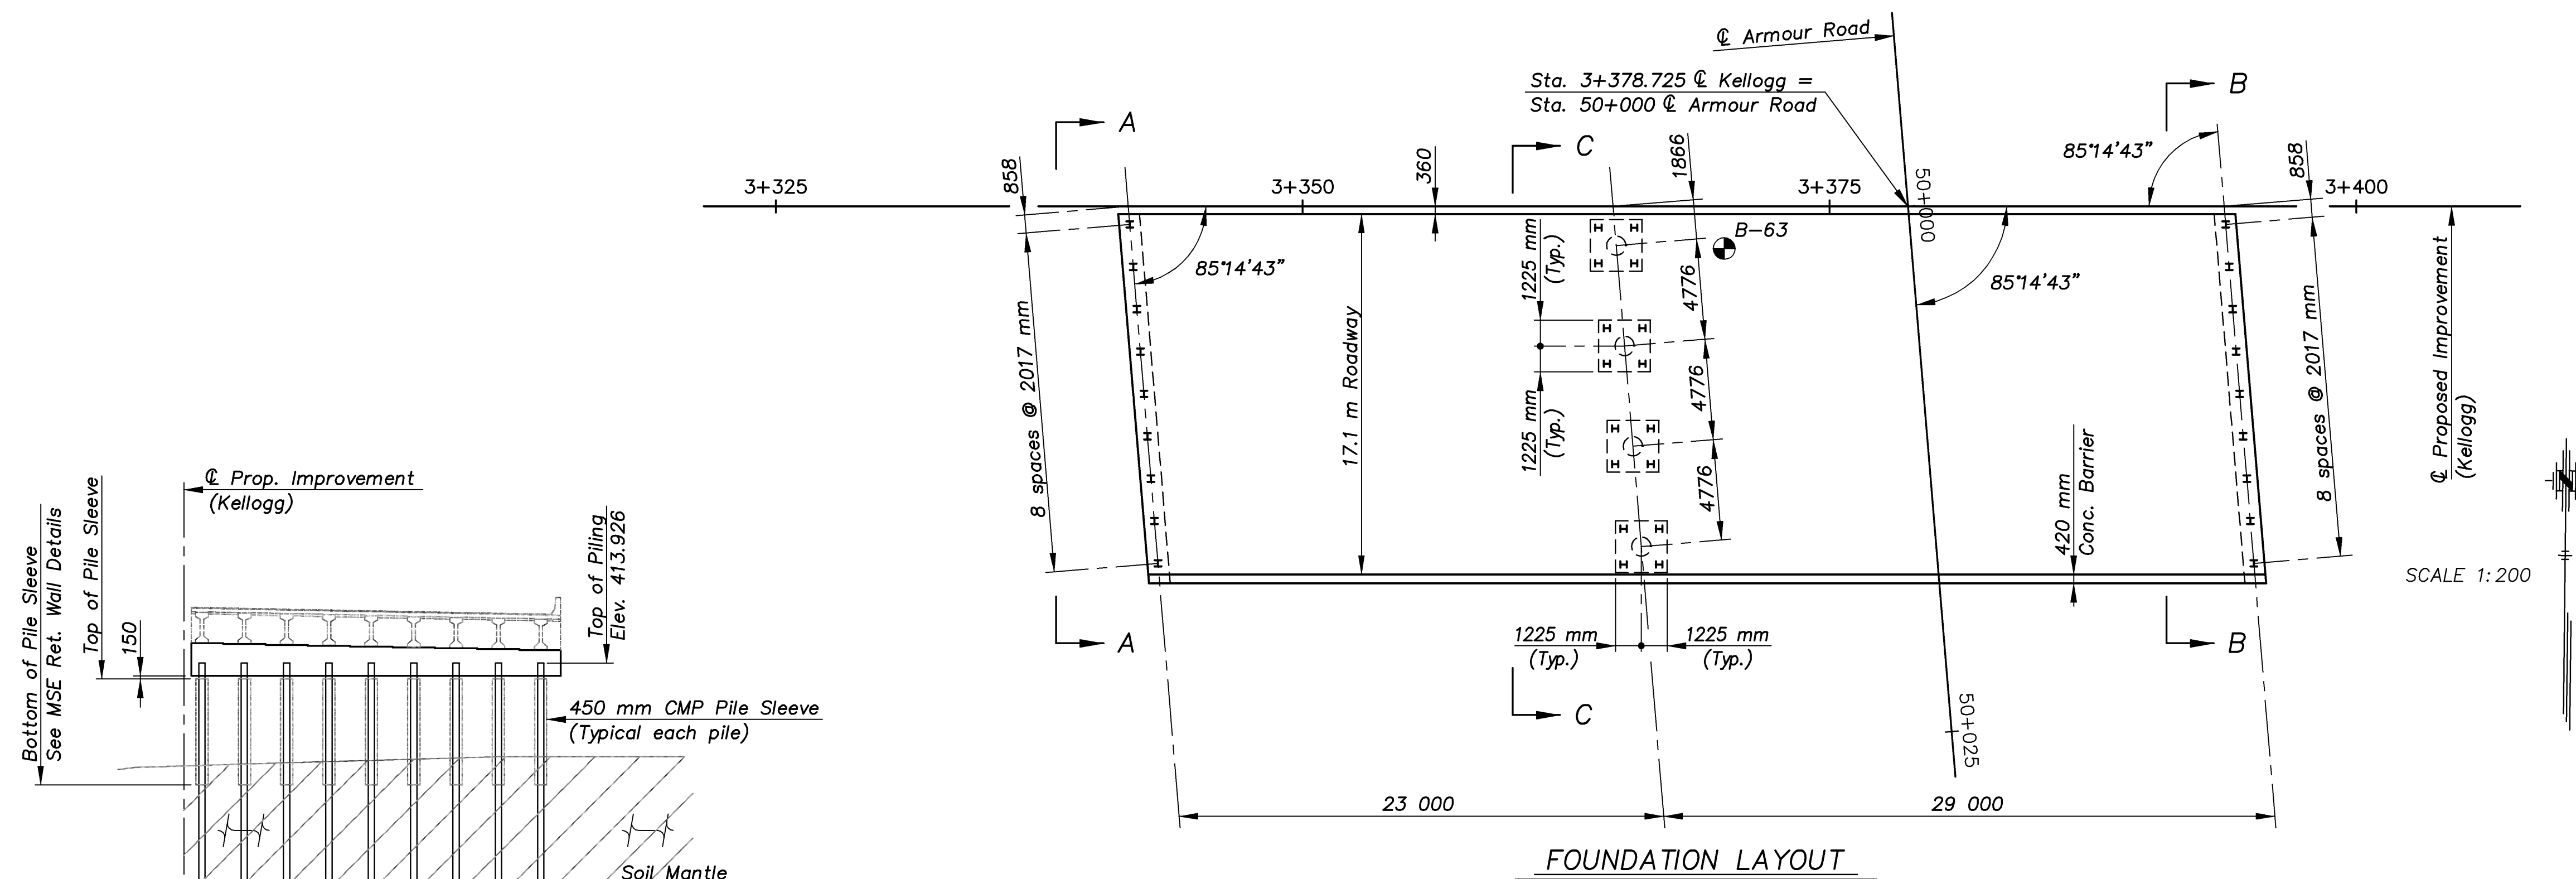 ℄ Armour Road
Sta. 3+378.725 ℄ Kellogg =
Sta. 50+000 ℄ Armour Road
A
C
B
858
360
1866
85°14'43"
858
3+325
3+350
3+375
3+400
50+000
B-63
1225 mm
(Typ.)
85°14'43"
85°14'43"
4776
8 spaces @ 2017 mm
17.1 m Roadway
4776
1225 mm
(Typ.)
4776
420 mm
Conc. Barrier
8 spaces @ 2017 mm
℄ Proposed Improvement
(Kellogg)
N
SCALE 1:200
A
1225 mm
(Typ.)
1225 mm
(Typ.)
B
C
50+025
23 000
29 000
FOUNDATION LAYOUT
℄ Prop. Improvement
(Kellogg)
Bottom of Pile Sleeve
See MSE Ret. Wall Details
Top of Pile Sleeve
150
Top of Piling
Elev. 413.926
450 mm CMP Pile Sleeve
(Typical each pile)
Soil Mantle